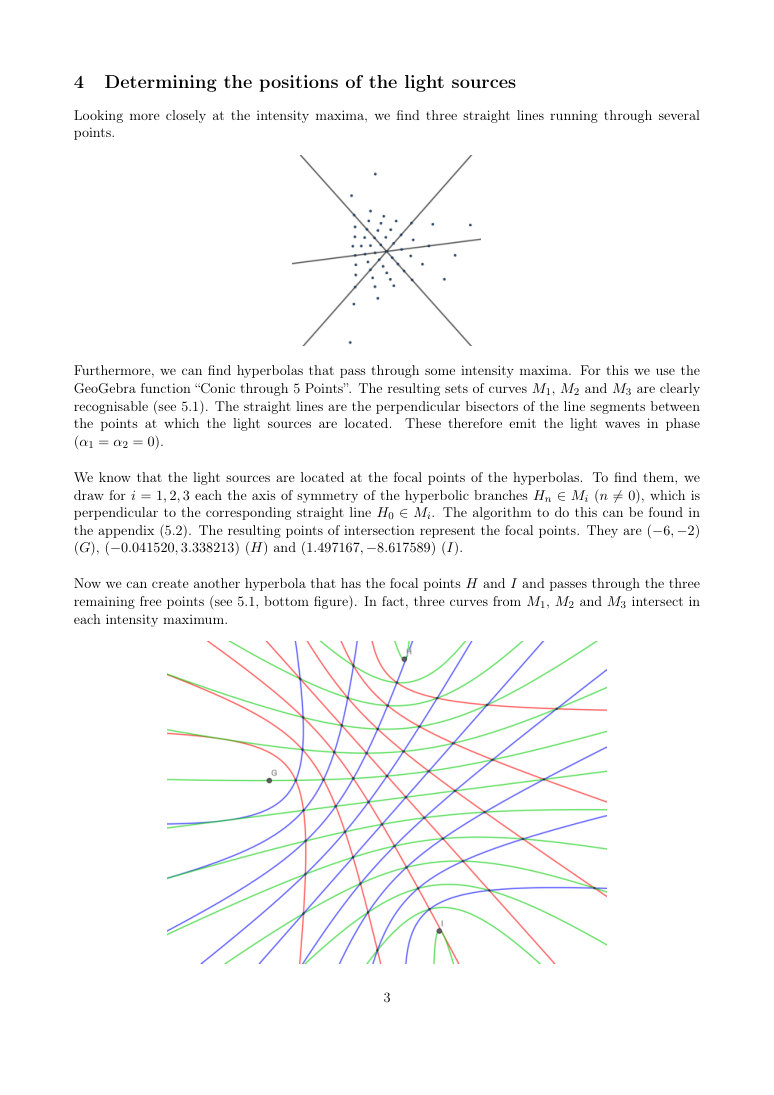 4 Determining the positions of the light sources
Looking more closely at the intensity maxima, we find three straight lines running through several
points.
Furthermore, we can find hyperbolas that pass through some intensity maxima. For this we use the
GeoGebra function “Conic through 5 Points”. The resulting sets of curves M₁, M₂ and M₃ are clearly
recognisable (see 5.1). The straight lines are the perpendicular bisectors of the line segments between
the points at which the light sources are located. These therefore emit the light waves in phase
(α₁ = α₂ = 0).
We know that the light sources are located at the focal points of the hyperbolas. To find them, we
draw for i = 1, 2, 3 each the axis of symmetry of the hyperbolic branches Hₙ ∈ Mᵢ (n ≠ 0), which is
perpendicular to the corresponding straight line H₀ ∈ Mᵢ. The algorithm to do this can be found in
the appendix (5.2). The resulting points of intersection represent the focal points. They are (−6, −2)
(G), (−0.041520, 3.338213) (H) and (1.497167, −8.617589) (I).
Now we can create another hyperbola that has the focal points H and I and passes through the three
remaining free points (see 5.1, bottom figure). In fact, three curves from M₁, M₂ and M₃ intersect in
each intensity maximum.
H
G
I
3